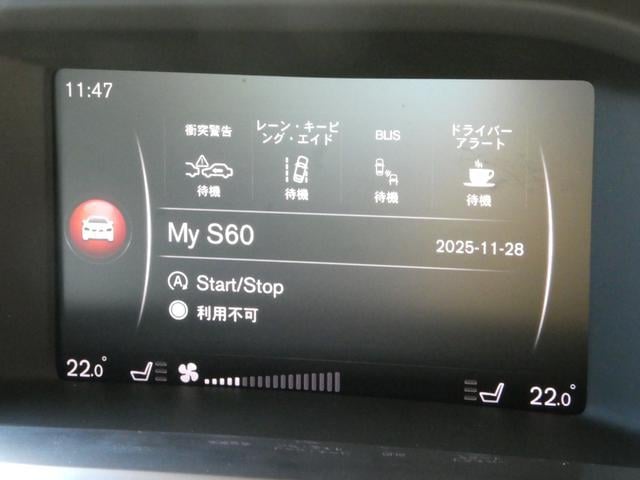 11:47
衝突警告
レーン・キーピ
ング・エイド
BLIS
ドライバー
アラート
待機
待機
待機
待機
My S60
2025-11-28
Start/Stop
利用不可
22.0°
22.0°